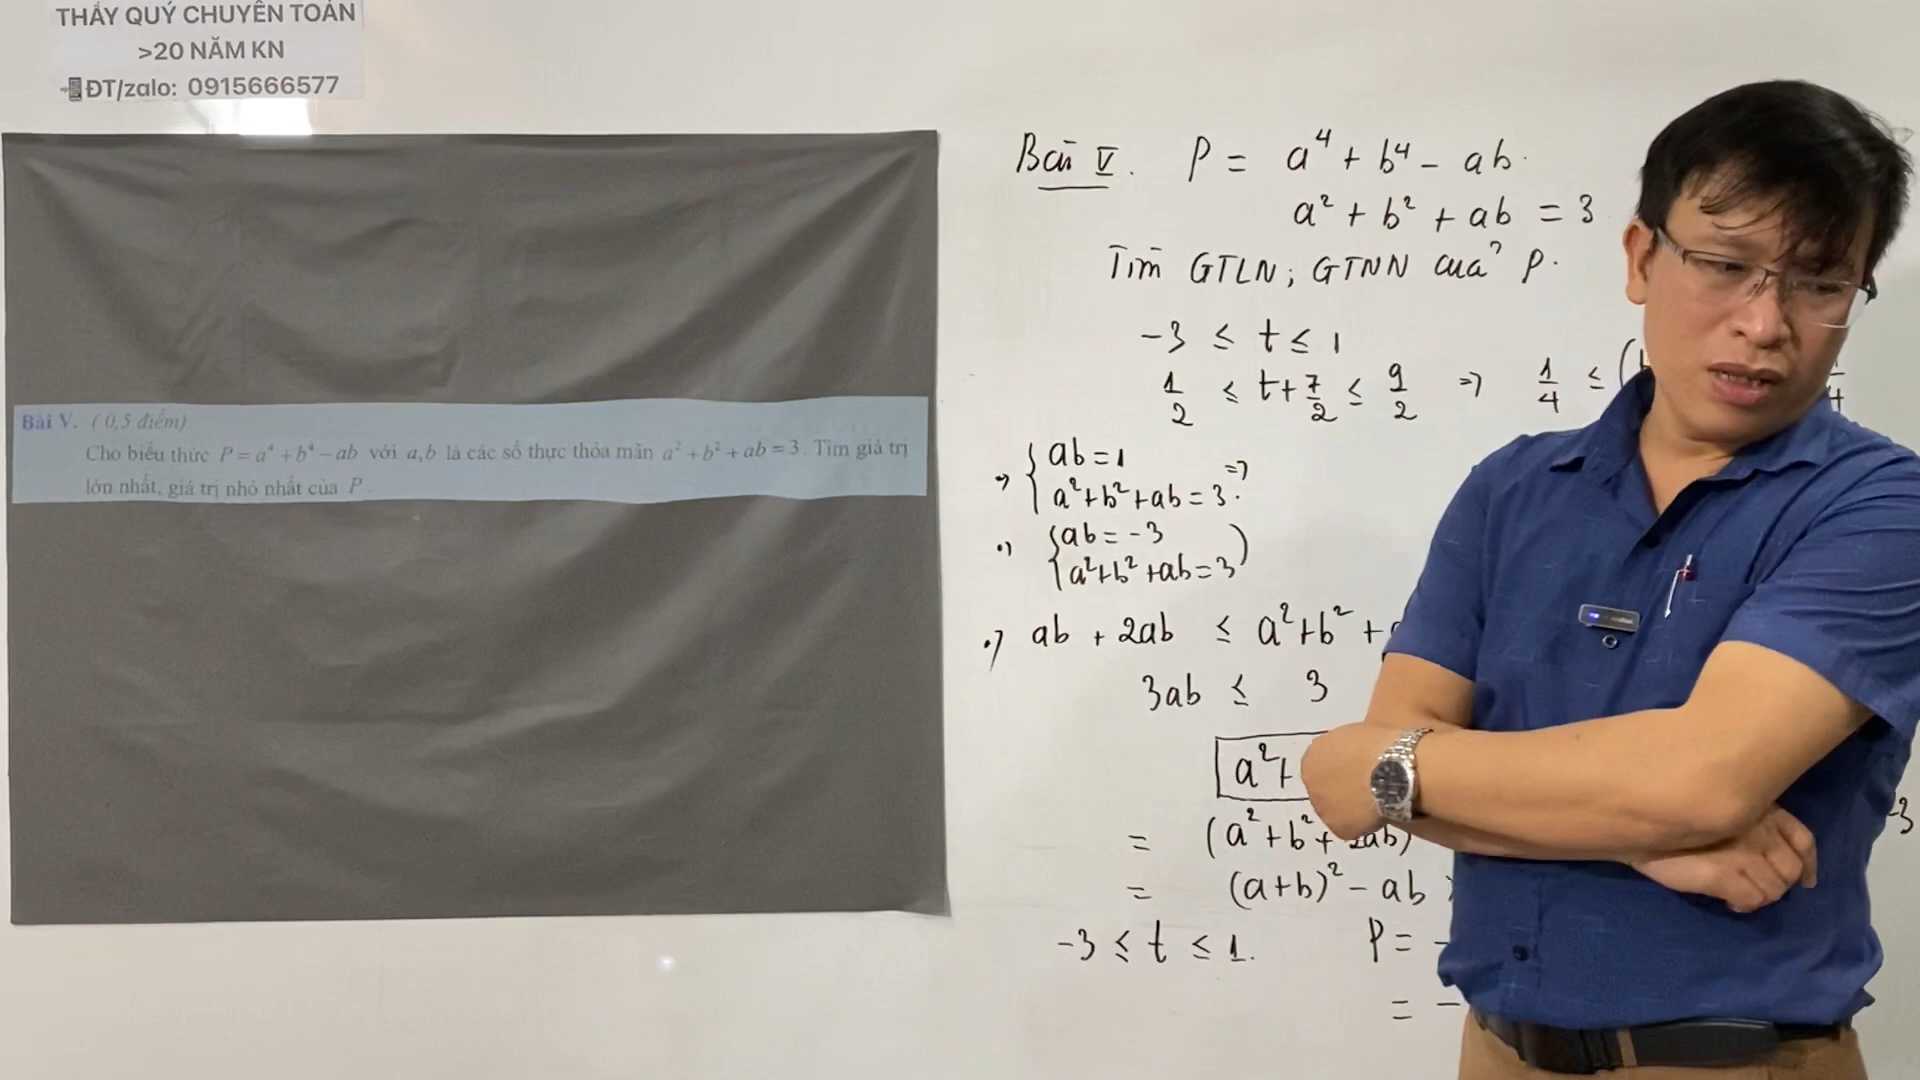 THẦY QUÝ CHUYÊN TOÁN
>20 NĂM KN
ĐT/zalo: 0915666577
Bài V. ( 0,5 điểm)
Cho biểu thức P = a⁴ + b⁴ − ab với a,b là các số thực thỏa mãn a² + b² + ab = 3. Tìm giá trị
lớn nhất, giá trị nhỏ nhất của P
Bài V. P = a⁴ + b⁴ − ab.
a² + b² + ab = 3
Tìm GTLN; GTNN của P.
−3 ≤ t ≤ 1
1/2 ≤ t + 7/2 ≤ 9/2 => 1/4 ≤ (
{ ab = 1 =>
a² + b² + ab = 3.
{ ab = −3
a² + b² + ab = 3 )
ab + 2ab ≤ a² + b² +
3ab ≤ 3
a² +
= (a² + b² + 2ab)
= (a+b)² − ab
−3
−3 ≤ t ≤ 1. P = −
= −